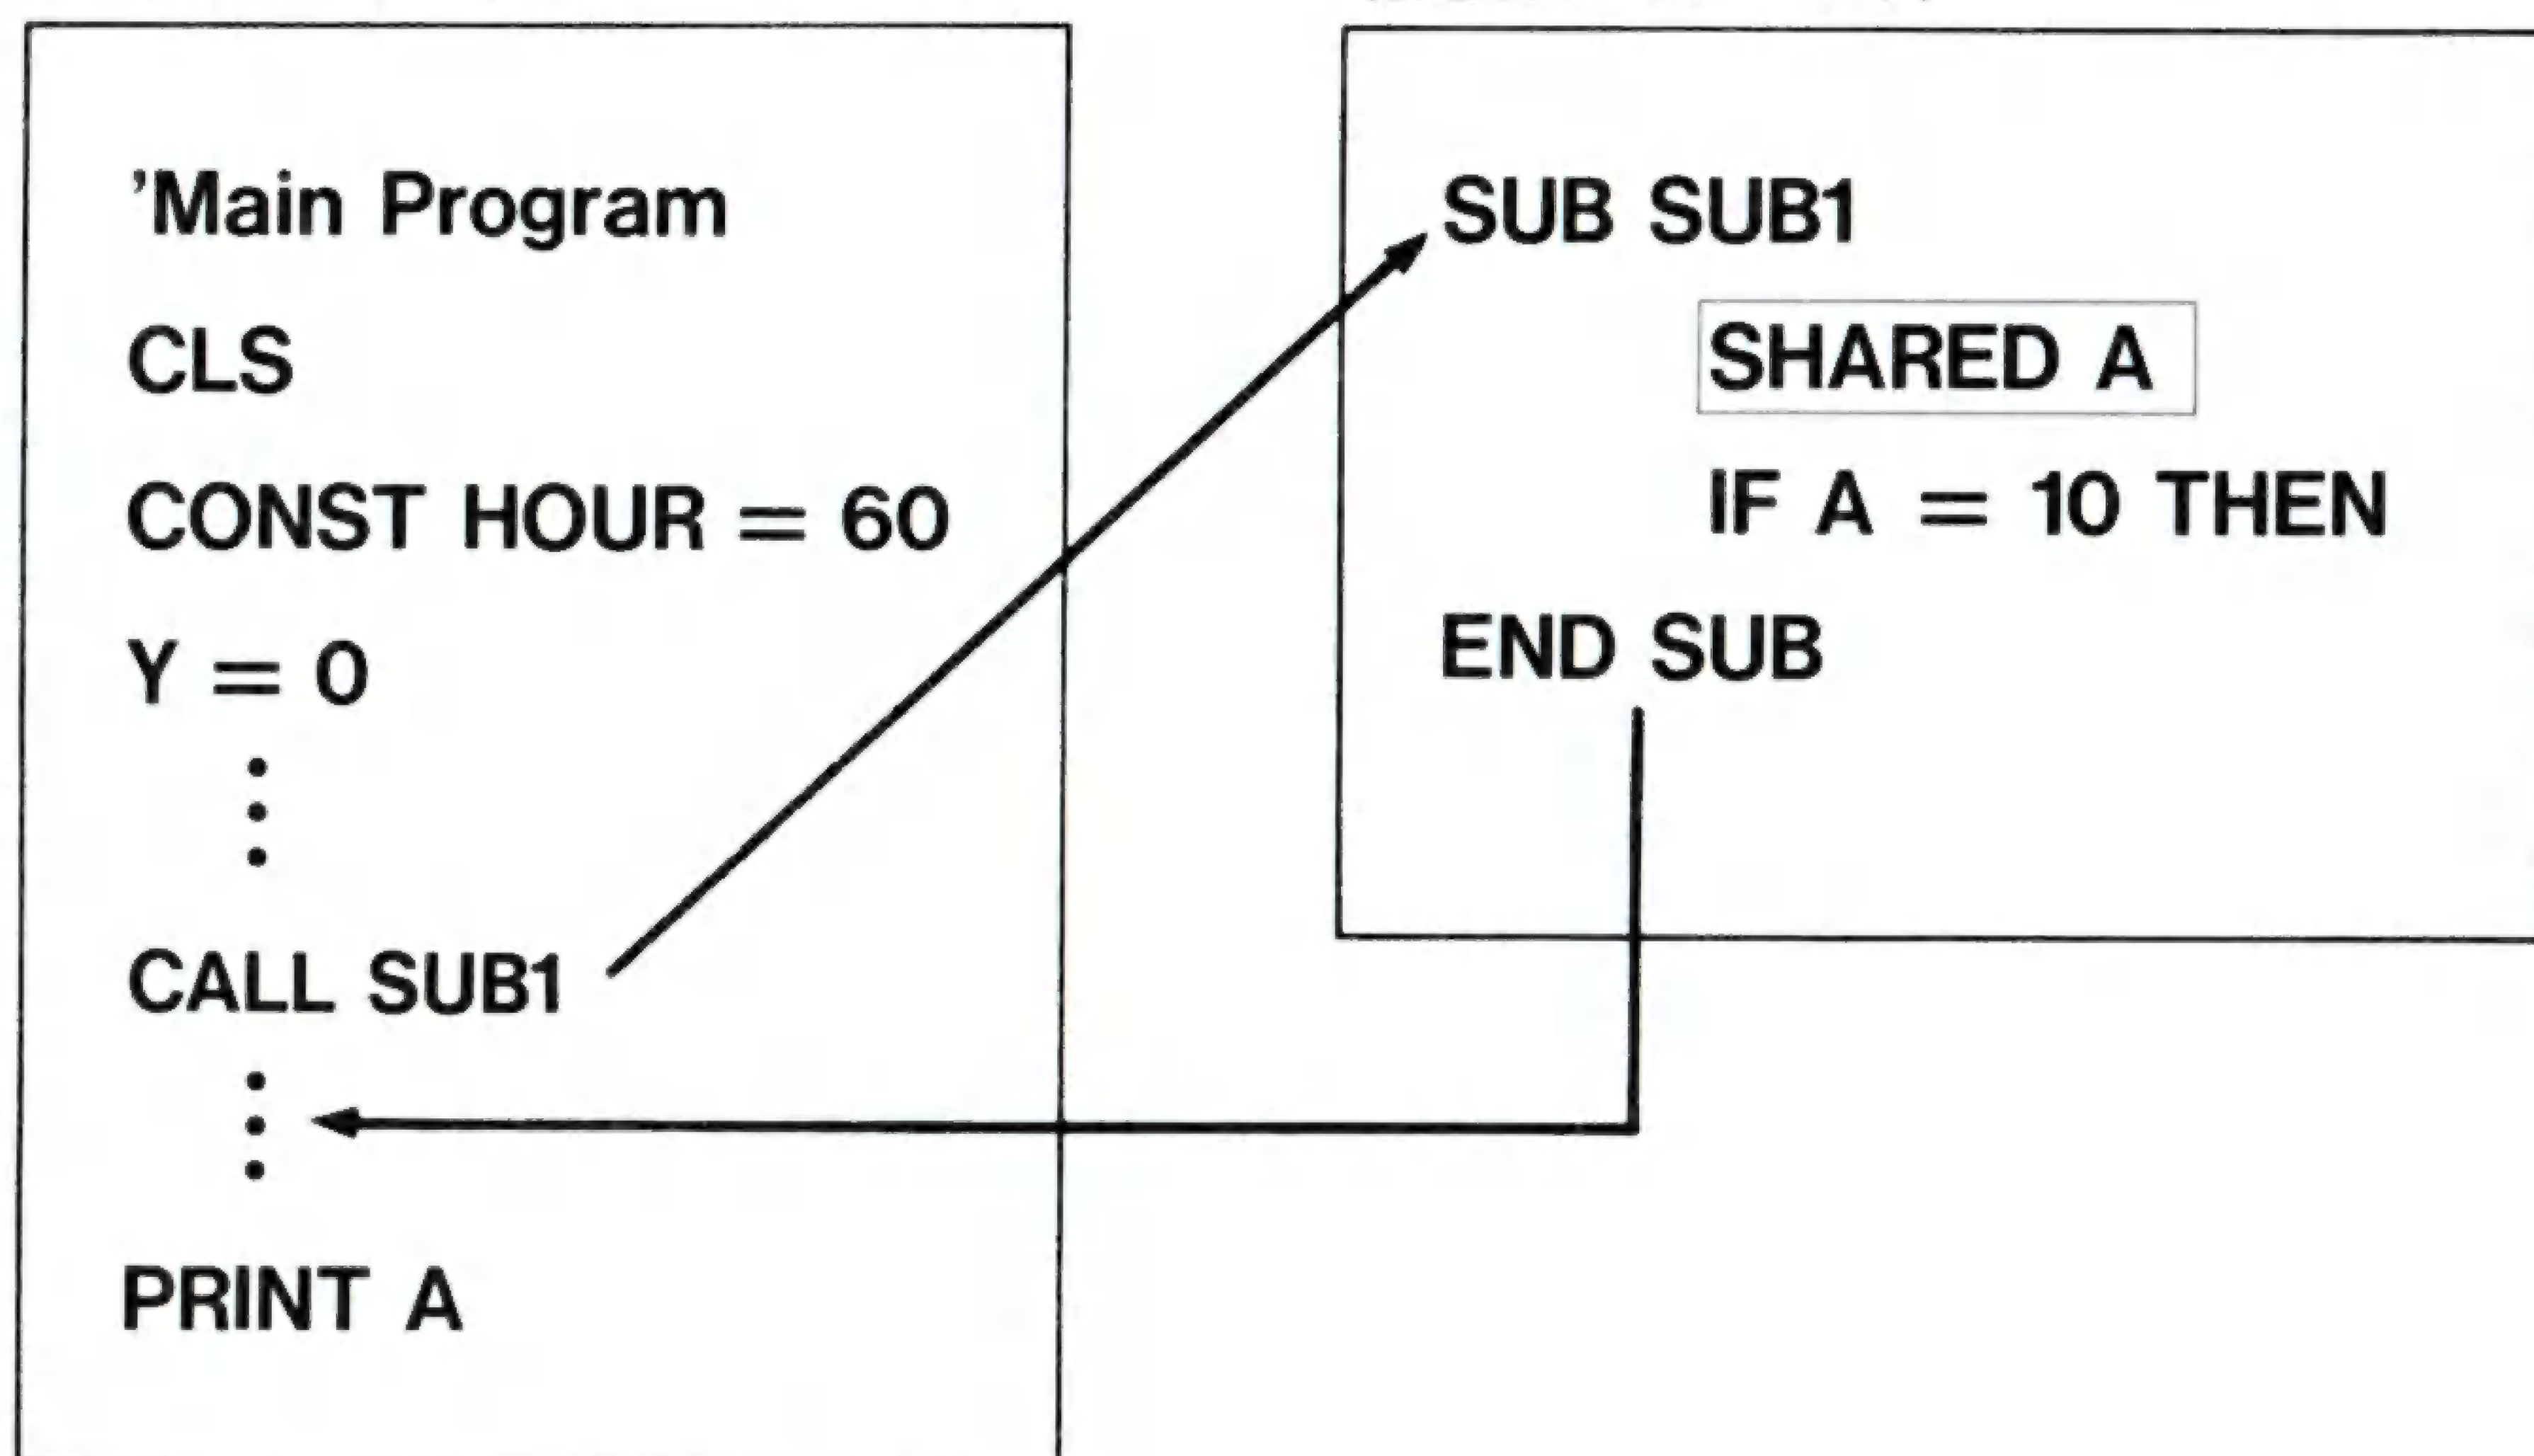 'Main Program
CLS
CONST HOUR = 60
Y = 0
CALL SUB1
PRINT A
SUB SUB1
SHARED A
IF A = 10 THEN
END SUB